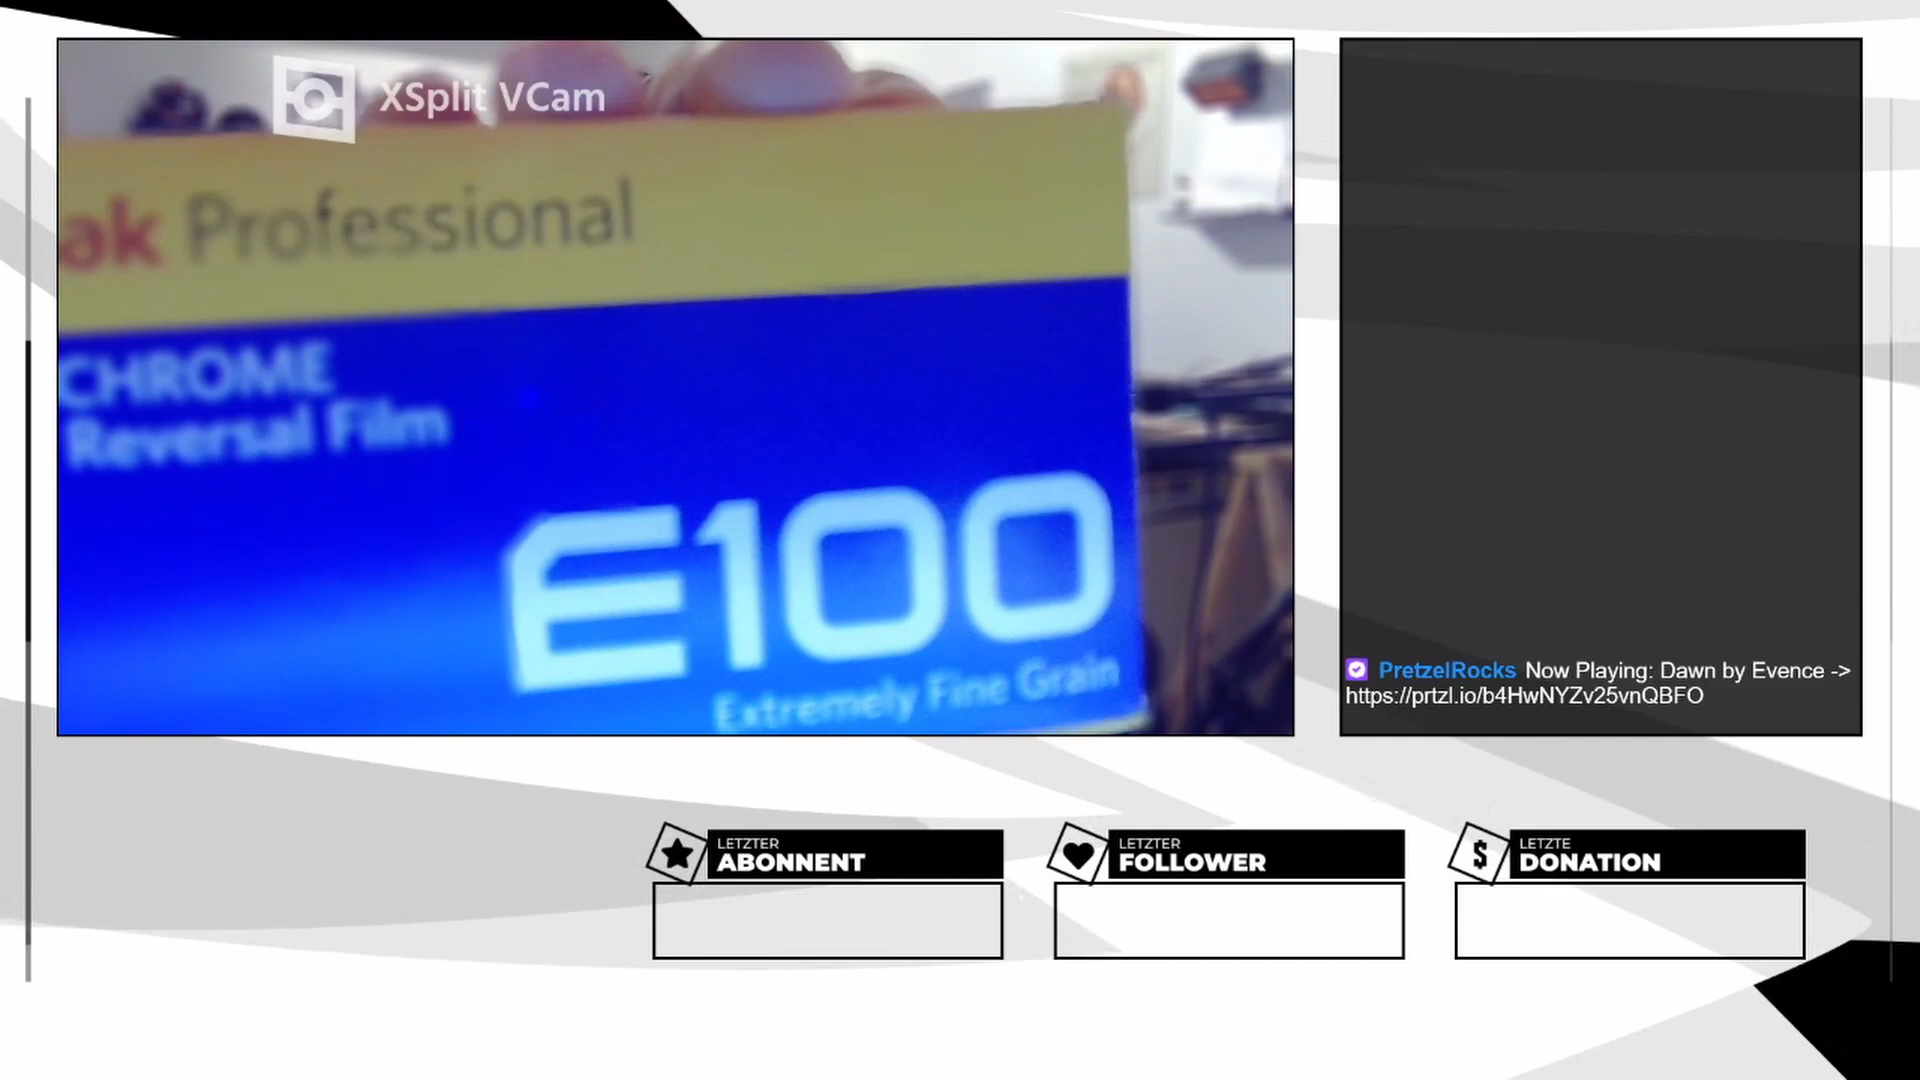 XSplit VCam
ak Professional
CHROME
Reversal Film
E100
Extremely Fine Grain
PretzelRocks Now Playing: Dawn by Evence ->
https://prtzl.io/b4HwNYZv25vnQBFO
LETZTER
ABONNENT
LETZTER
FOLLOWER
LETZTE
DONATION